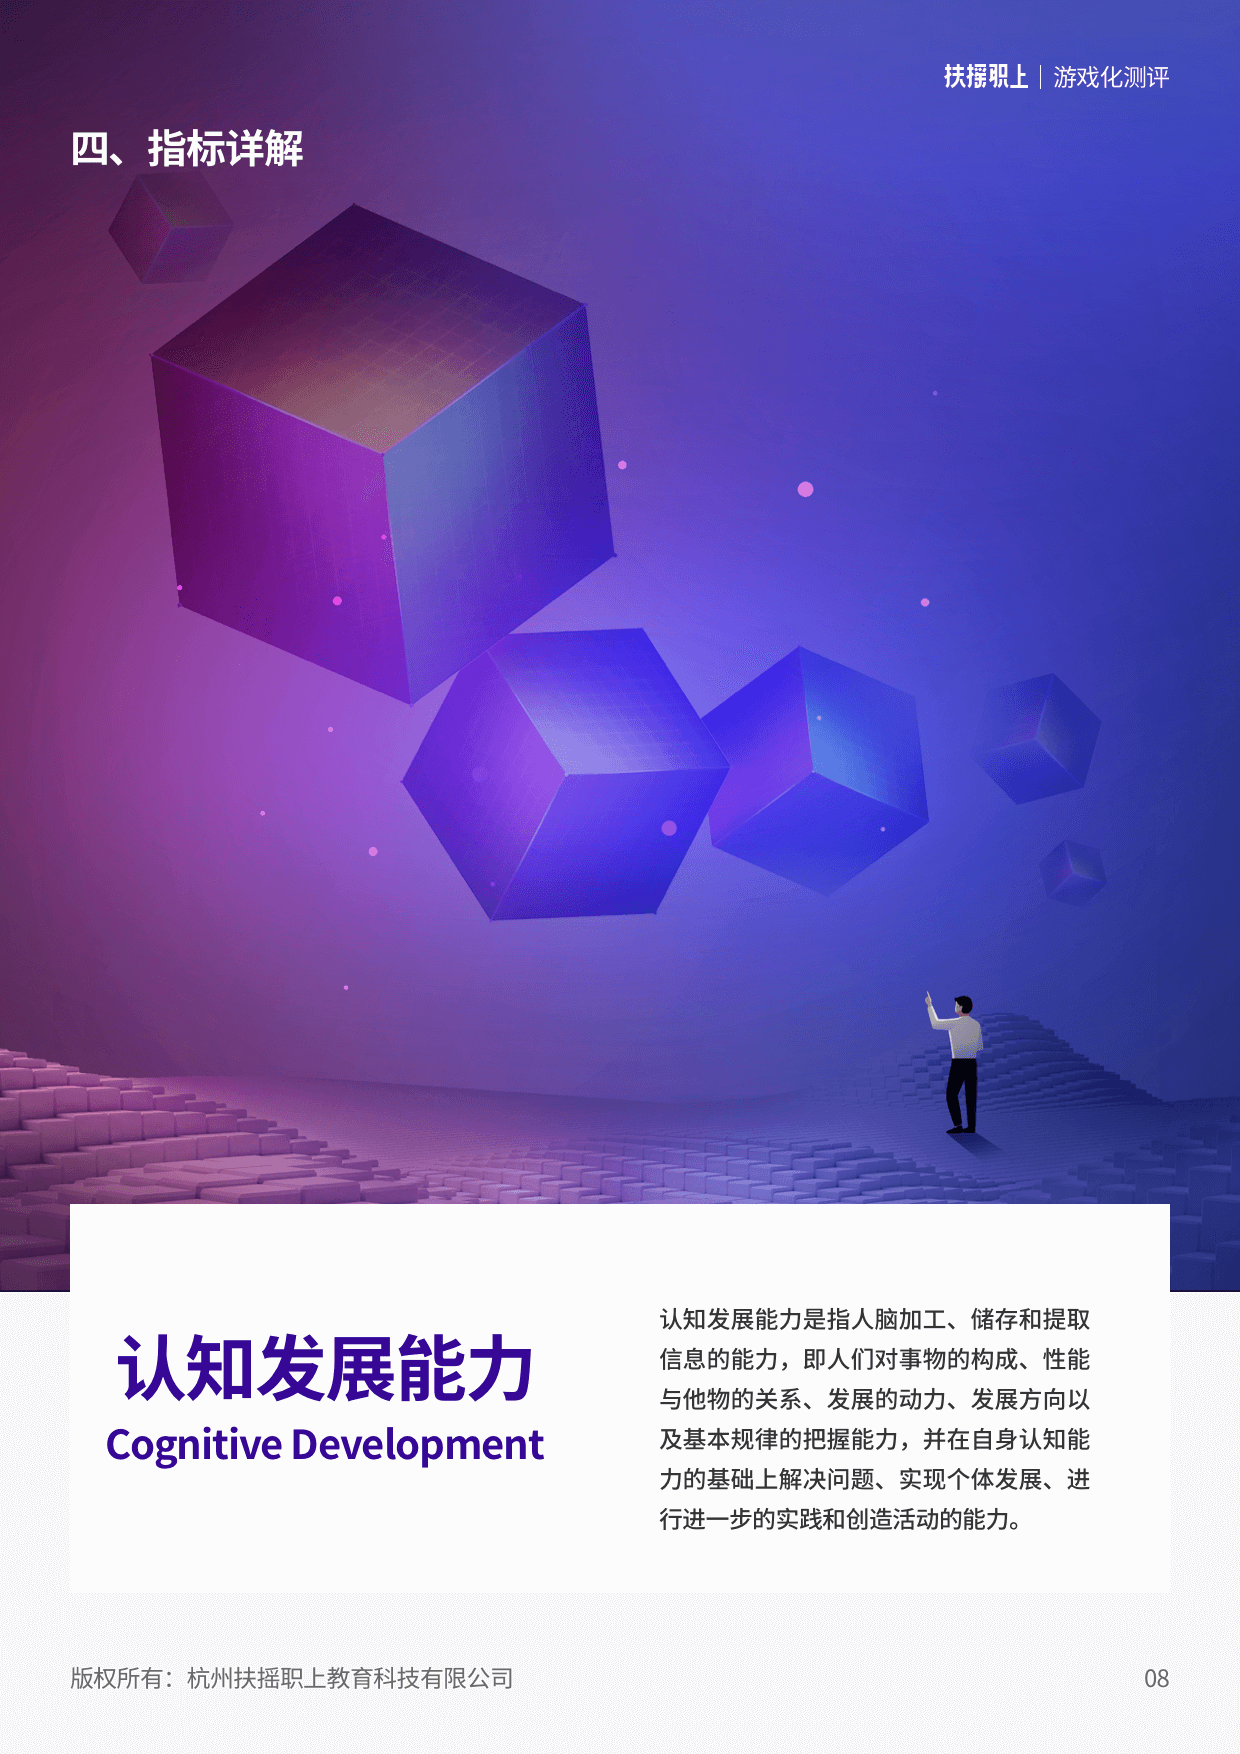 扶摇职上 | 游戏化测评
四、指标详解
认知发展能力
Cognitive Development
认知发展能力是指人脑加工、储存和提取
信息的能力，即人们对事物的构成、性能
与他物的关系、发展的动力、发展方向以
及基本规律的把握能力，并在自身认知能
力的基础上解决问题、实现个体发展、进
行进一步的实践和创造活动的能力。
版权所有：杭州扶摇职上教育科技有限公司
08